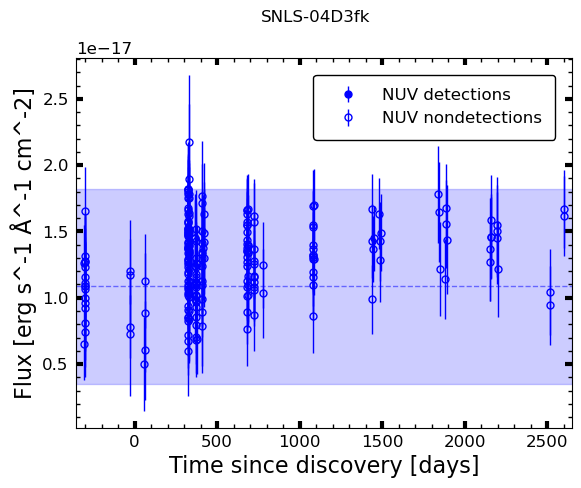 SNLS-04D3fk
1e−17
2.5
2.0
1.5
1.0
0.5
Flux [erg s^-1 Å^-1 cm^-2]
NUV detections
NUV nondetections
0 500 1000 1500 2000 2500
Time since discovery [days]